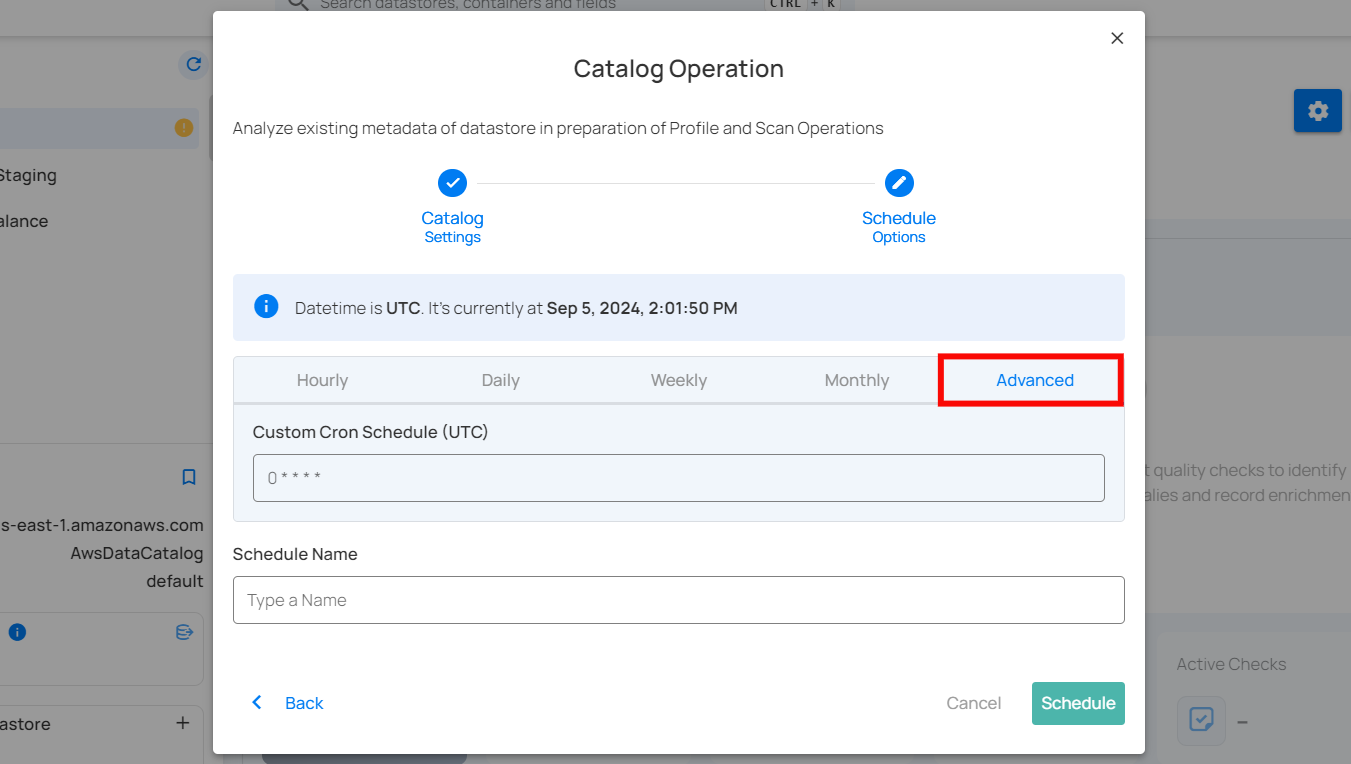 Search datastores, containers and fields CTRL + K
Catalog Operation
Analyze existing metadata of datastore in preparation of Profile and Scan Operations
Staging
alance
Catalog
Settings
Schedule
Options
Datetime is UTC. It's currently at Sep 5, 2024, 2:01:50 PM
Hourly Daily Weekly Monthly Advanced
Custom Cron Schedule (UTC)
0 * * * *
t quality checks to identify
alies and record enrichmen
s-east-1.amazonaws.com
AwsDataCatalog
default
Schedule Name
Type a Name
Back Cancel Schedule
astore
Active Checks
–